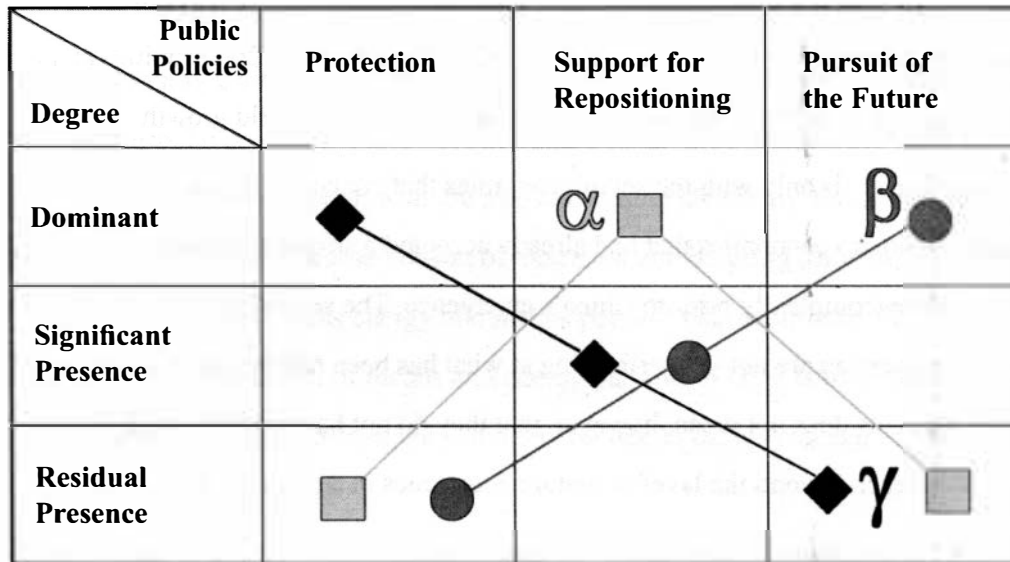 Public
Policies
Degree
Protection
Support for
Repositioning
Pursuit of
the Future
Dominant
α
β
Significant
Presence
Residual
Presence
γ